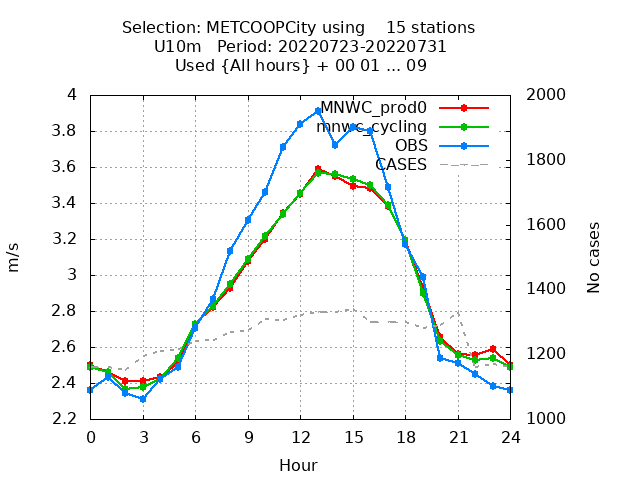 Selection: METCOOPCity using    15 stations
U10m   Period: 20220723-20220731
Used {All hours} + 00 01 ... 09
MNWC_prod0
mnwc_cycling
OBS
CASES
4
3.8
3.6
3.4
3.2
3
2.8
2.6
2.4
2.2
m/s
2000
1800
1600
1400
1200
1000
No cases
0 3 6 9 12 15 18 21 24
Hour